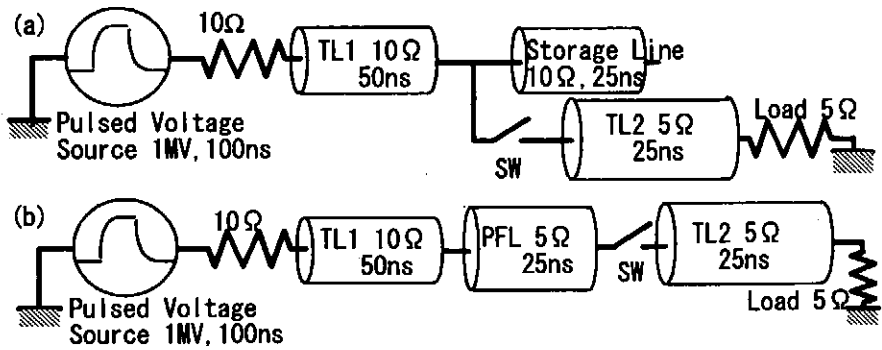 (a)
10Ω
TL1 10Ω
50ns
Storage Line
10Ω, 25ns
Pulsed Voltage
Source 1MV, 100ns
SW
TL2 5Ω
25ns
Load 5Ω
(b)
10Ω
TL1 10Ω
50ns
PFL 5Ω
25ns
SW
TL2 5Ω
25ns
Pulsed Voltage
Source 1MV, 100ns
Load 5Ω